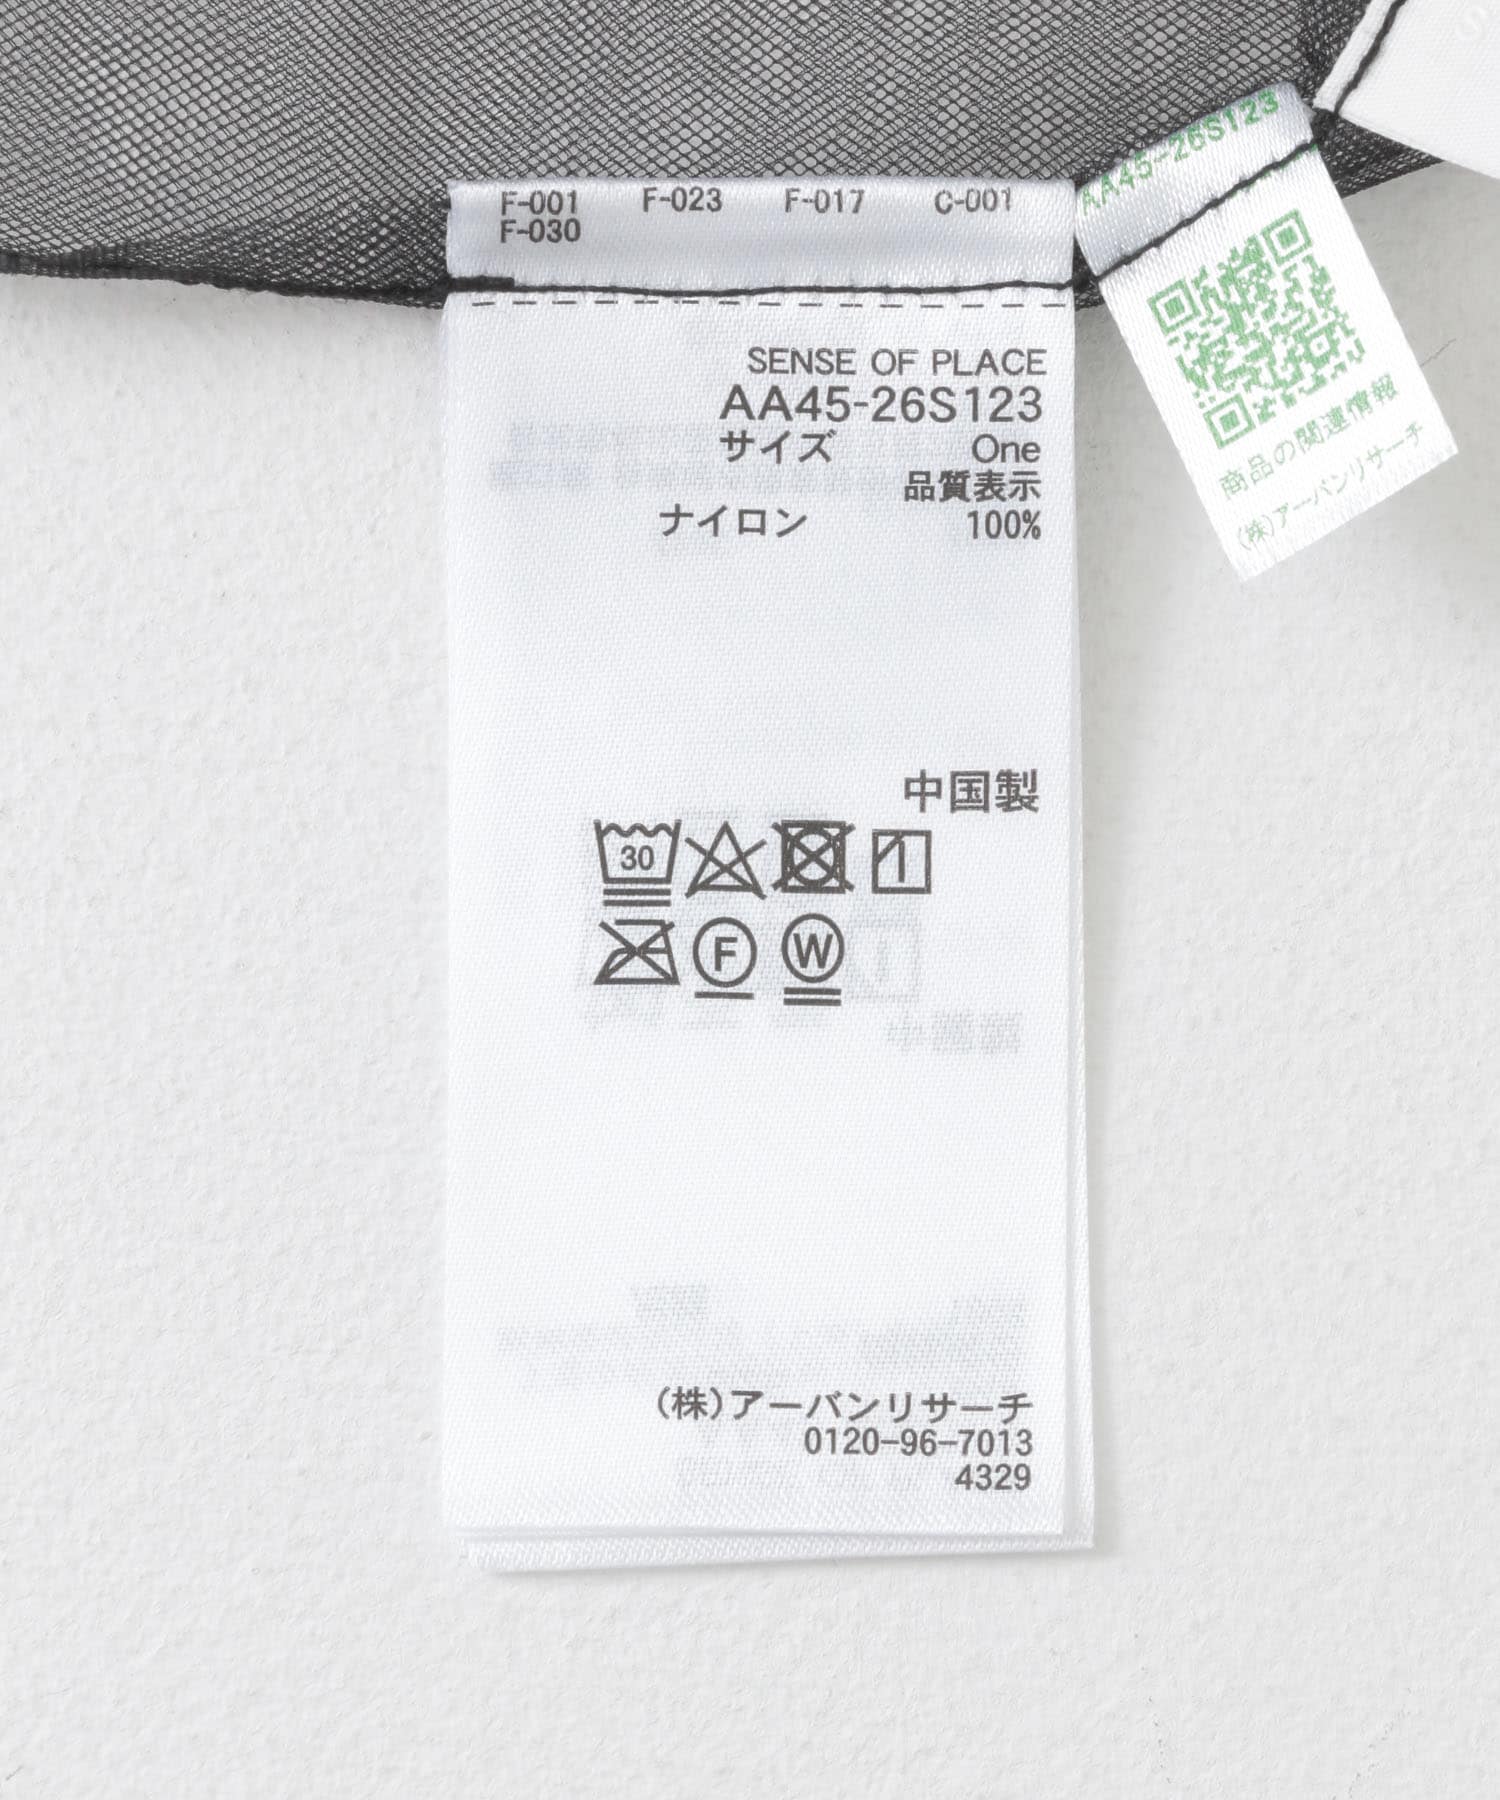 F-001 F-023 F-017 C-001
F-030
SENSE OF PLACE
AA45-26S123
サイズ One
品質表示
ナイロン 100%
中国製
30
F W
(株)アーバンリサーチ
0120-96-7013
4329
AA45-26S123
商品の関連情報
(株)アーバンリサーチ